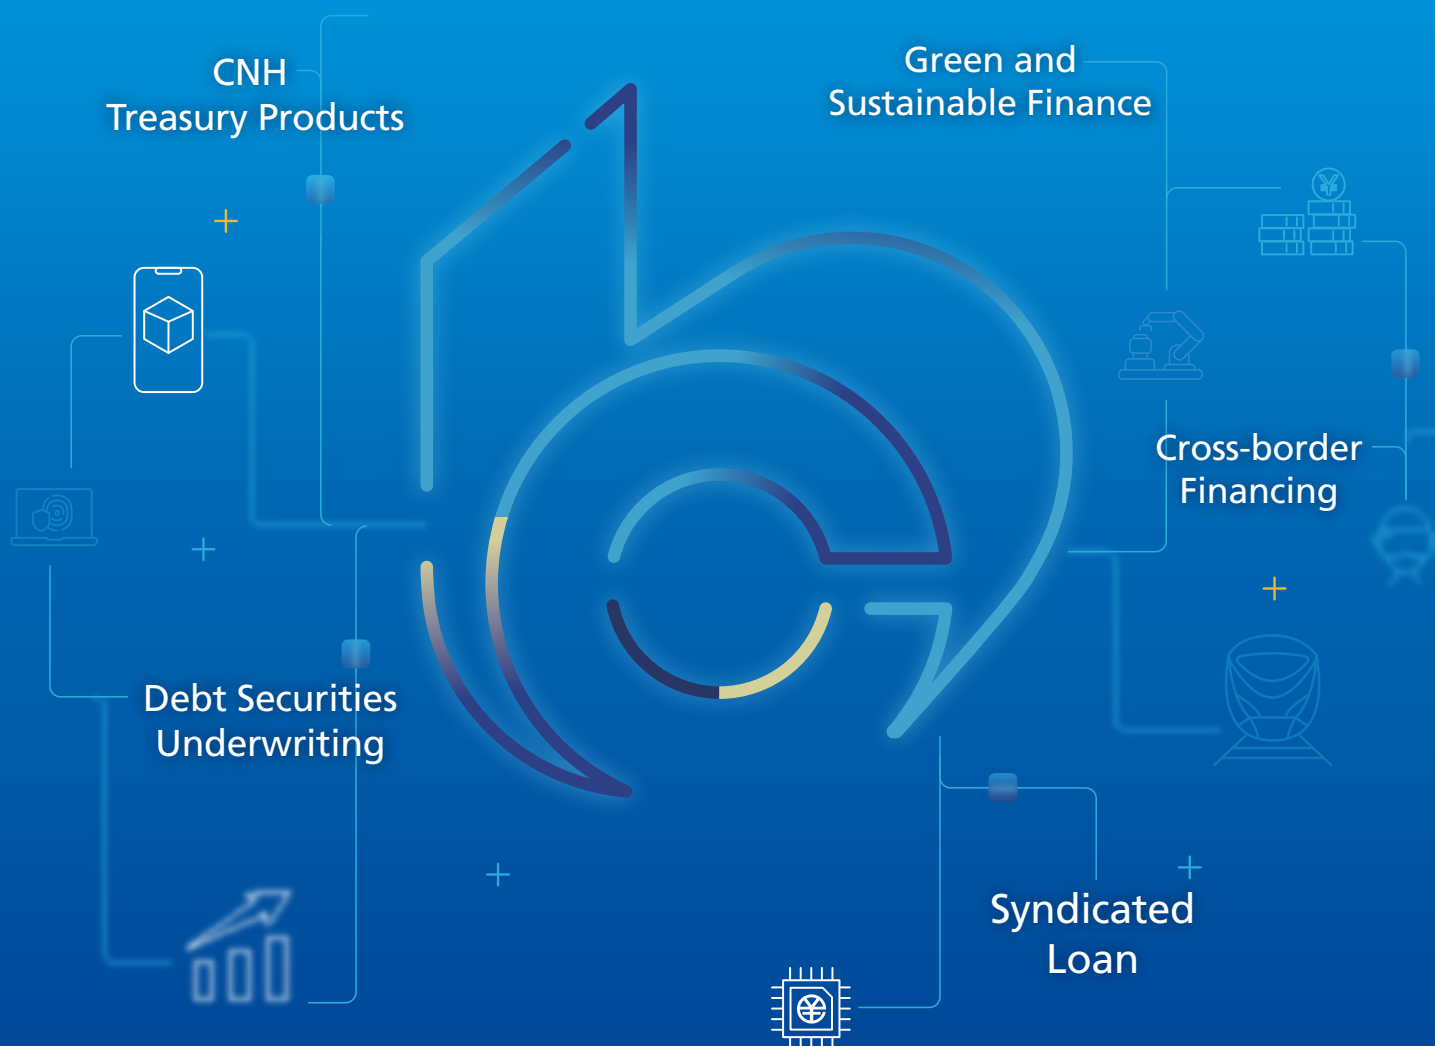 CNH
Treasury Products
Green and
Sustainable Finance
Cross-border
Financing
Debt Securities
Underwriting
Syndicated
Loan